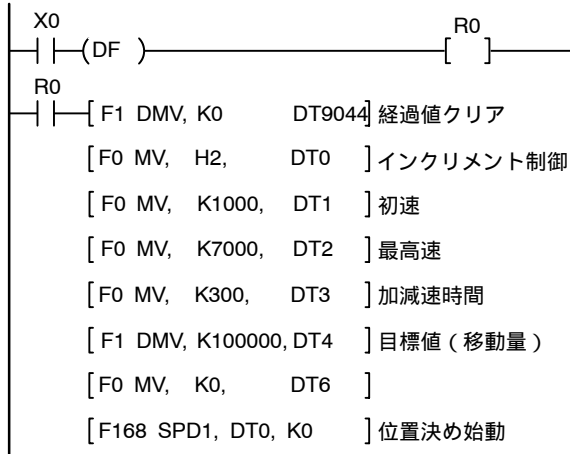 X0 R0
(DF )
R0
[ F1 DMV, K0 DT9044] 経過値クリア
[ F0 MV, H2, DT0 ] インクリメント制御
[ F0 MV, K1000, DT1 ] 初速
[ F0 MV, K7000, DT2 ] 最高速
[ F0 MV, K300, DT3 ] 加減速時間
[ F1 DMV, K100000, DT4 ] 目標値(移動量)
[ F0 MV, K0, DT6 ]
[ F168 SPD1, DT0, K0 ] 位置決め始動